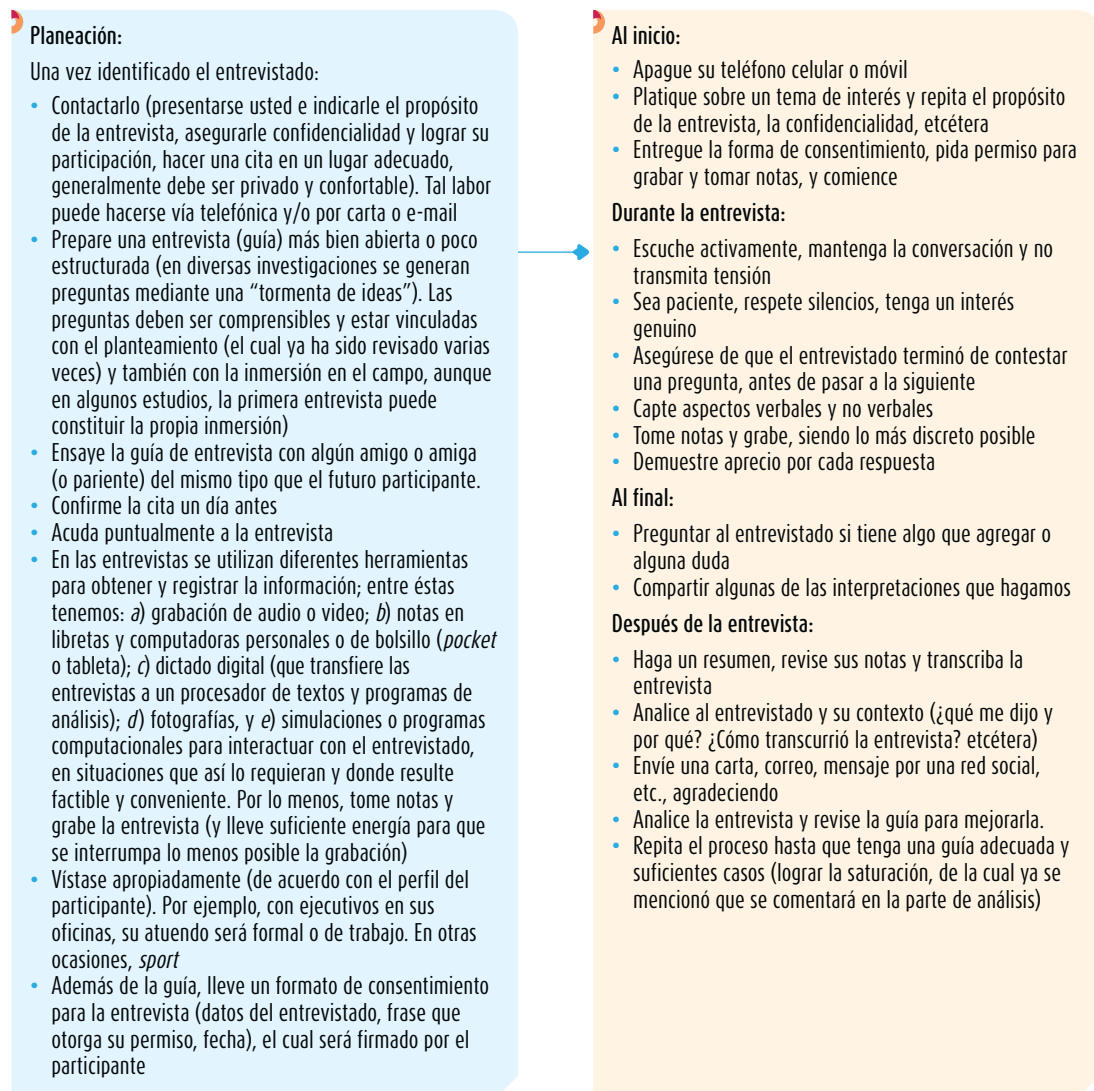 Planeación:
Una vez identificado el entrevistado:
• Contactarlo (presentarse usted e indicarle el propósito
de la entrevista, asegurarle confidencialidad y lograr su
participación, hacer una cita en un lugar adecuado,
generalmente debe ser privado y confortable). Tal labor
puede hacerse vía telefónica y/o por carta o e-mail
• Prepare una entrevista (guía) más bien abierta o poco
estructurada (en diversas investigaciones se generan
preguntas mediante una “tormenta de ideas”). Las
preguntas deben ser comprensibles y estar vinculadas
con el planteamiento (el cual ya ha sido revisado varias
veces) y también con la inmersión en el campo, aunque
en algunos estudios, la primera entrevista puede
constituir la propia inmersión)
• Ensaye la guía de entrevista con algún amigo o amiga
(o pariente) del mismo tipo que el futuro participante.
• Confirme la cita un día antes
• Acuda puntualmente a la entrevista
• En las entrevistas se utilizan diferentes herramientas
para obtener y registrar la información; entre éstas
tenemos: a) grabación de audio o video; b) notas en
libretas y computadoras personales o de bolsillo (pocket
o tableta); c) dictado digital (que transfiere las
entrevistas a un procesador de textos y programas de
análisis); d) fotografías, y e) simulaciones o programas
computacionales para interactuar con el entrevistado,
en situaciones que así lo requieran y donde resulte
factible y conveniente. Por lo menos, tome notas y
grabe la entrevista (y lleve suficiente energía para que
se interrumpa lo menos posible la grabación)
• Vístase apropiadamente (de acuerdo con el perfil del
participante). Por ejemplo, con ejecutivos en sus
oficinas, su atuendo será formal o de trabajo. En otras
ocasiones, sport
• Además de la guía, lleve un formato de consentimiento
para la entrevista (datos del entrevistado, frase que
otorga su permiso, fecha), el cual será firmado por el
participante
Al inicio:
• Apague su teléfono celular o móvil
• Platique sobre un tema de interés y repita el propósito
de la entrevista, la confidencialidad, etcétera
• Entregue la forma de consentimiento, pida permiso para
grabar y tomar notas, y comience
Durante la entrevista:
• Escuche activamente, mantenga la conversación y no
transmita tensión
• Sea paciente, respete silencios, tenga un interés
genuino
• Asegúrese de que el entrevistado terminó de contestar
una pregunta, antes de pasar a la siguiente
• Capte aspectos verbales y no verbales
• Tome notas y grabe, siendo lo más discreto posible
• Demuestre aprecio por cada respuesta
Al final:
• Preguntar al entrevistado si tiene algo que agregar o
alguna duda
• Compartir algunas de las interpretaciones que hagamos
Después de la entrevista:
• Haga un resumen, revise sus notas y transcriba la
entrevista
• Analice al entrevistado y su contexto (¿qué me dijo y
por qué? ¿Cómo transcurrió la entrevista? etcétera)
• Envíe una carta, correo, mensaje por una red social,
etc., agradeciendo
• Analice la entrevista y revise la guía para mejorarla.
• Repita el proceso hasta que tenga una guía adecuada y
suficientes casos (lograr la saturación, de la cual ya se
mencionó que se comentará en la parte de análisis)